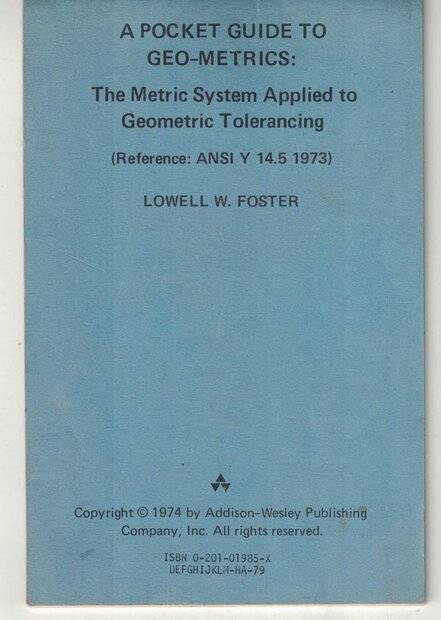 A POCKET GUIDE TO
GEO-METRICS:
The Metric System Applied to
Geometric Tolerancing
(Reference: ANSI Y 14.5 1973)
LOWELL W. FOSTER
Copyright © 1974 by Addison-Wesley Publishing
Company, Inc. All rights reserved.
ISBN 0-201-01985-X
DEFGHIJKLM-HA-79